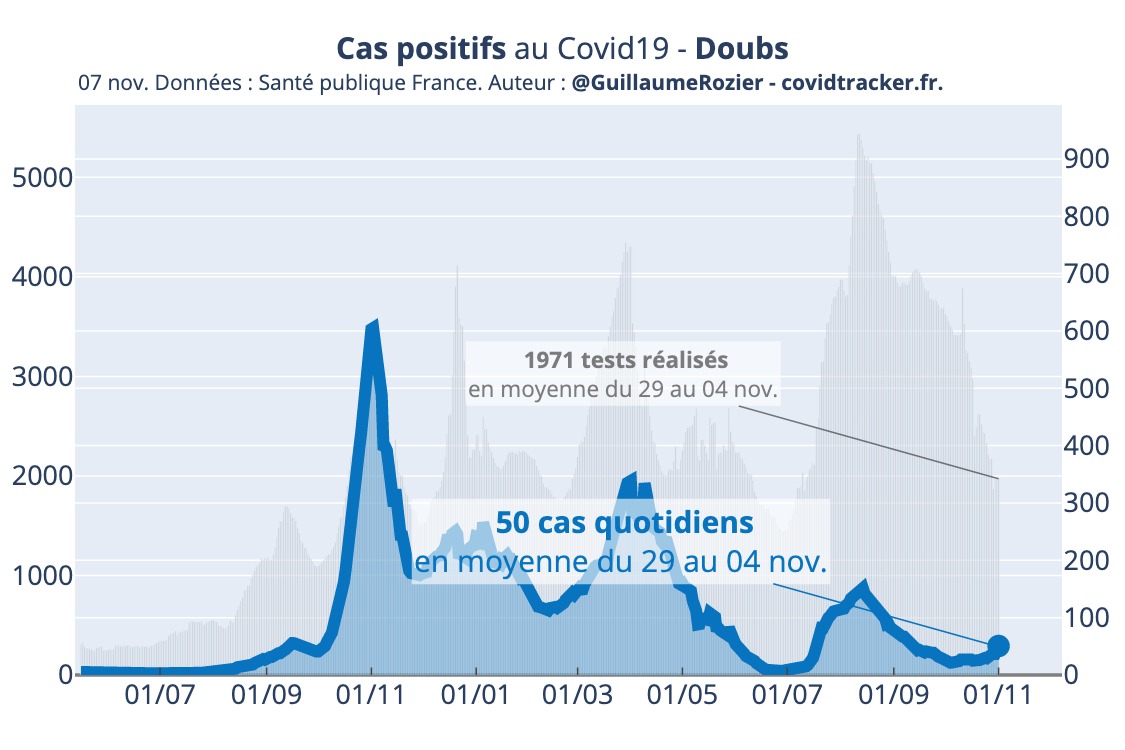 Cas positifs au Covid19 - Doubs
07 nov. Données : Santé publique France. Auteur : @GuillaumeRozier - covidtracker.fr.
5000
4000
3000
2000
1000
0
900
800
700
600
500
400
300
200
100
0
1971 tests réalisés
en moyenne du 29 au 04 nov.
50 cas quotidiens
en moyenne du 29 au 04 nov.
01/07 01/09 01/11 01/01 01/03 01/05 01/07 01/09 01/11